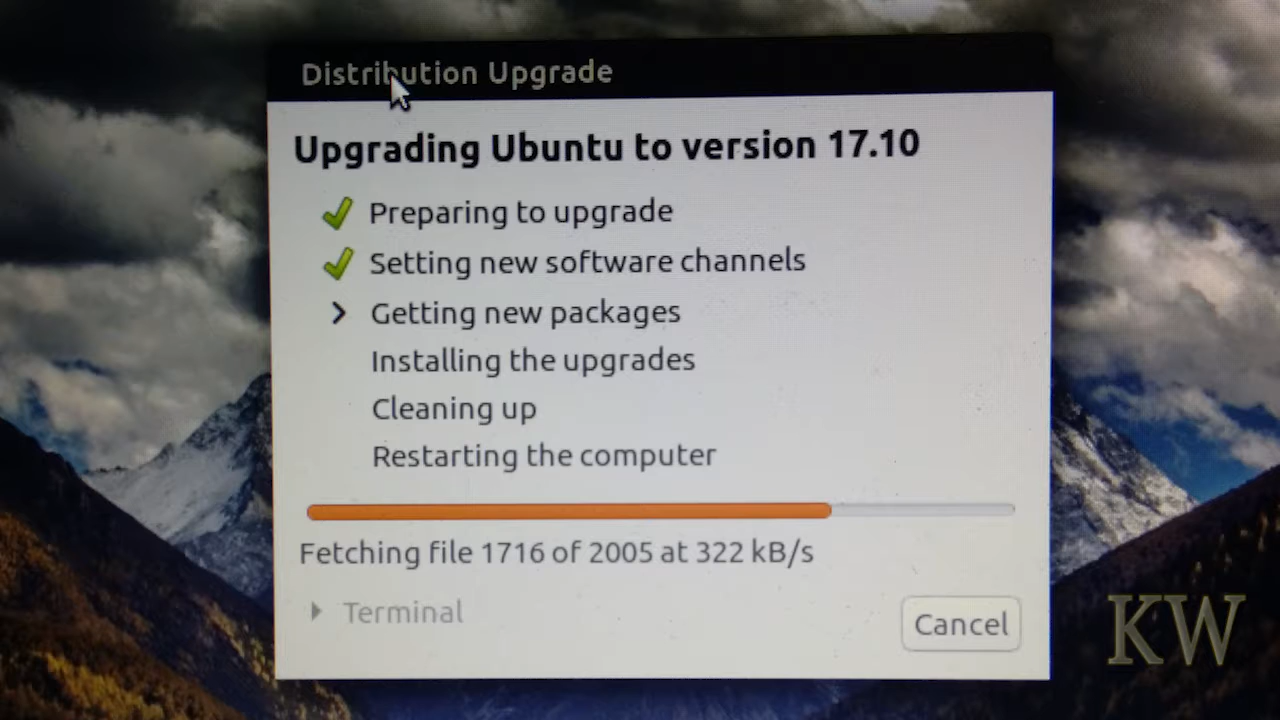 Distribution Upgrade
Upgrading Ubuntu to version 17.10
Preparing to upgrade
Setting new software channels
Getting new packages
Installing the upgrades
Cleaning up
Restarting the computer
Fetching file 1716 of 2005 at 322 kB/s
Terminal
Cancel
KW